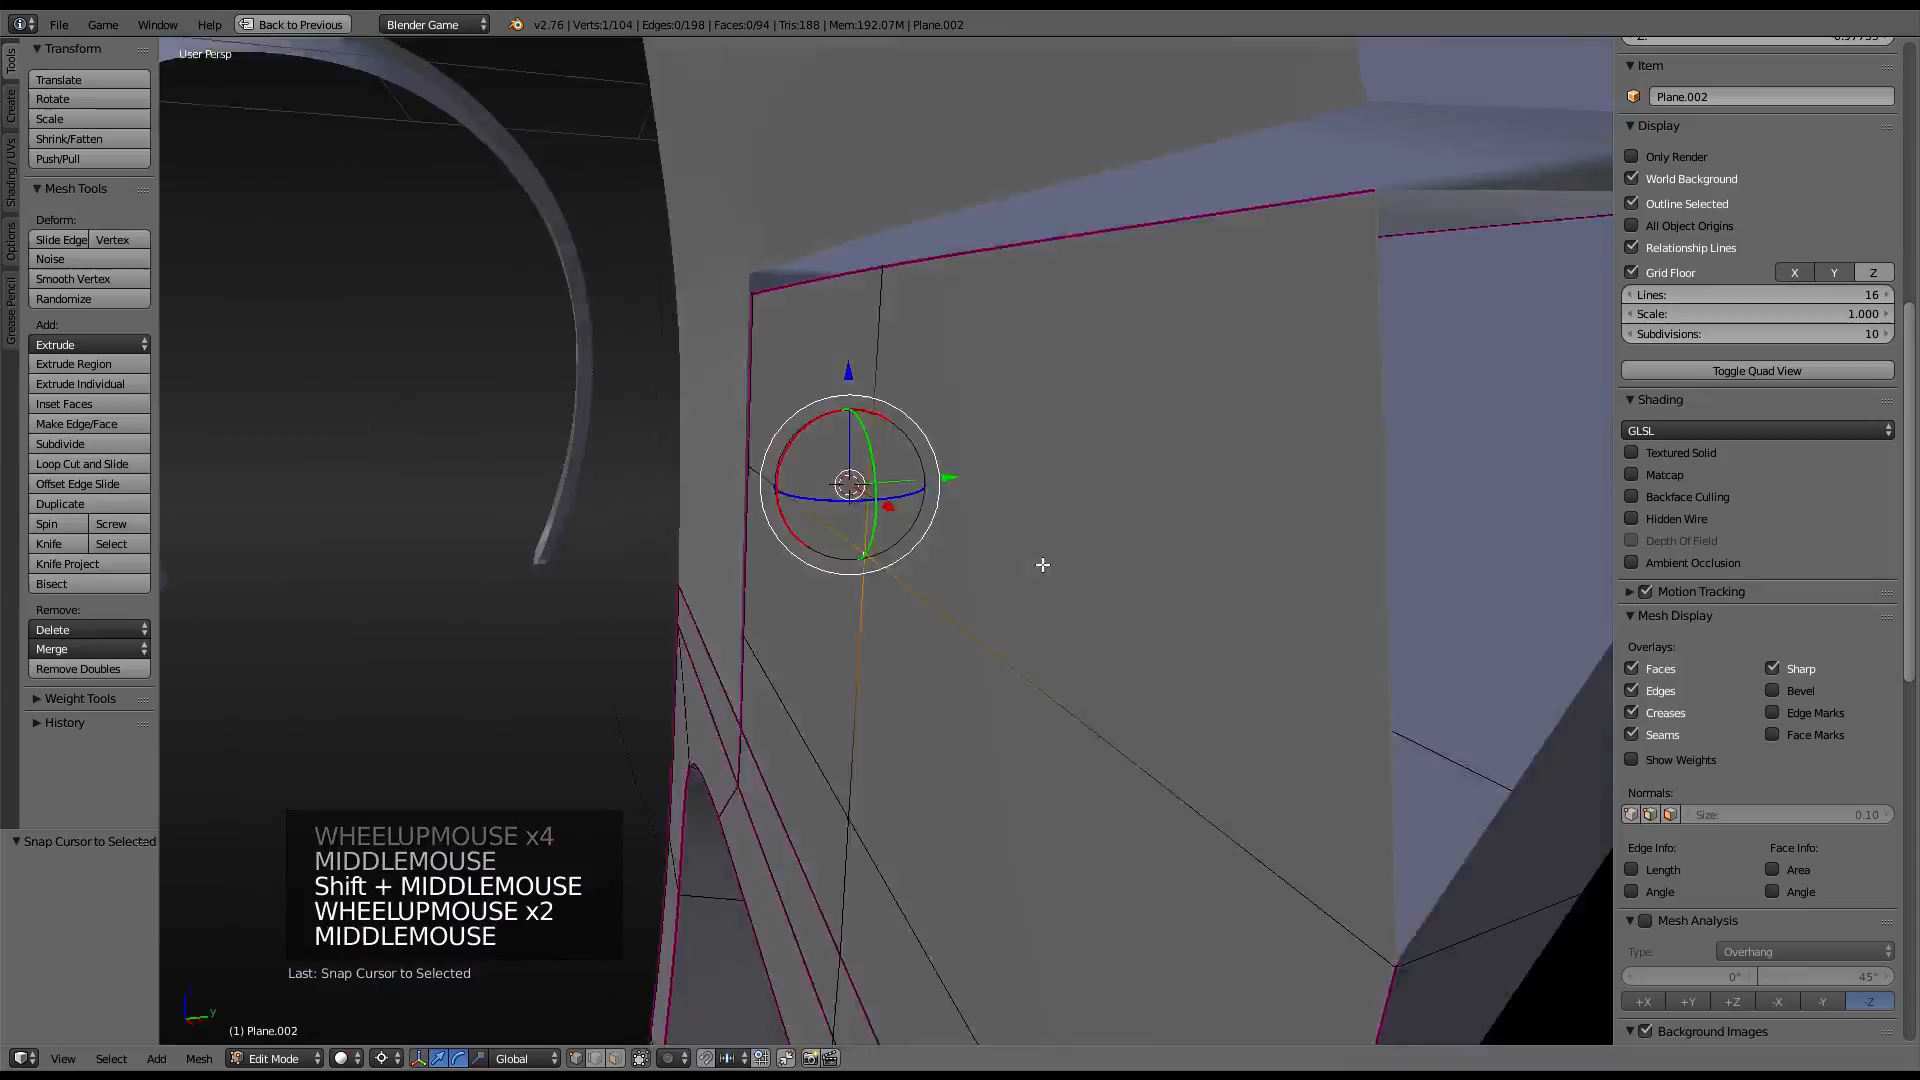 File
Game
Window
Help
Back to Previous
Blender Game
v2.76 | Verts:1/104 | Edges:0/198 | Faces:0/94 | Tris:188 | Mem:192.07M | Plane.002
Tools
Create
Shading / UVs
Options
Grease Pencil
Transform
Translate
Rotate
Scale
Shrink/Fatten
Push/Pull
Mesh Tools
Deform:
Slide Edge
Vertex
Noise
Smooth Vertex
Randomize
Add:
Extrude
Extrude Region
Extrude Individual
Inset Faces
Make Edge/Face
Subdivide
Loop Cut and Slide
Offset Edge Slide
Duplicate
Spin
Screw
Knife
Select
Knife Project
Bisect
Remove:
Delete
Merge
Remove Doubles
Weight Tools
History
Snap Cursor to Selected
User Persp
WHEELUPMOUSE x4
MIDDLEMOUSE
Shift + MIDDLEMOUSE
WHEELUPMOUSE x2
MIDDLEMOUSE
Last: Snap Cursor to Selected
y
(1) Plane.002
View
Select
Add
Mesh
Edit Mode
Global
Item
Plane.002
Display
Only Render
World Background
Outline Selected
All Object Origins
Relationship Lines
Grid Floor
X
Y
Z
Lines: 16
Scale: 1.000
Subdivisions: 10
Toggle Quad View
Shading
GLSL
Textured Solid
Matcap
Backface Culling
Hidden Wire
Depth Of Field
Ambient Occlusion
Motion Tracking
Mesh Display
Overlays:
Faces
Sharp
Edges
Bevel
Creases
Edge Marks
Seams
Face Marks
Show Weights
Normals:
Size: 0.10
Edge Info:
Face Info:
Length
Area
Angle
Angle
Mesh Analysis
Type:
Overhang
0°
45°
+X
+Y
+Z
-X
-Y
-Z
Background Images